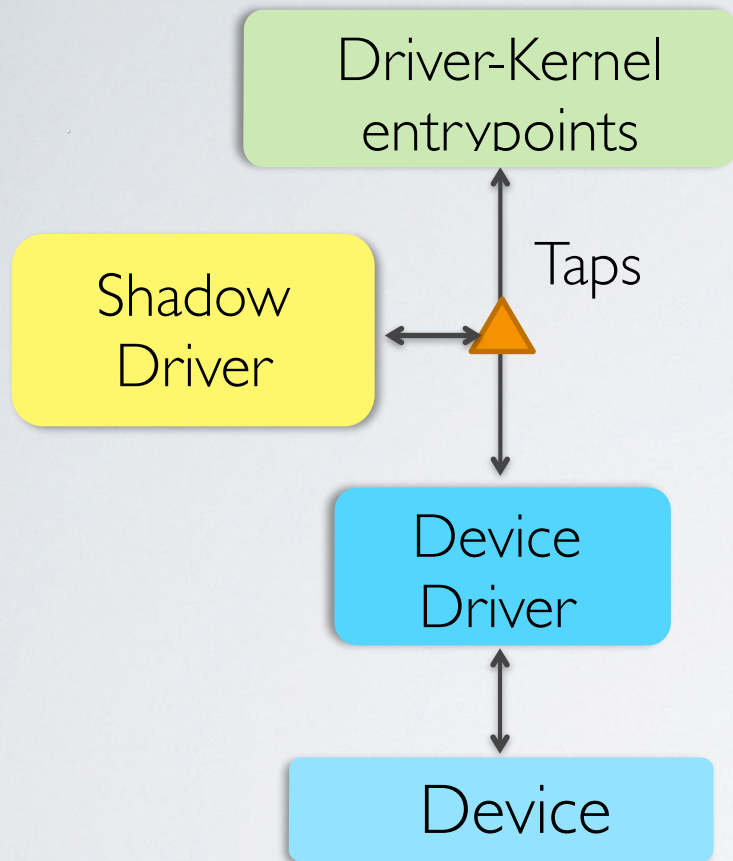 Driver-Kernel
entrypoints
Taps
Shadow
Driver
Device
Driver
Device